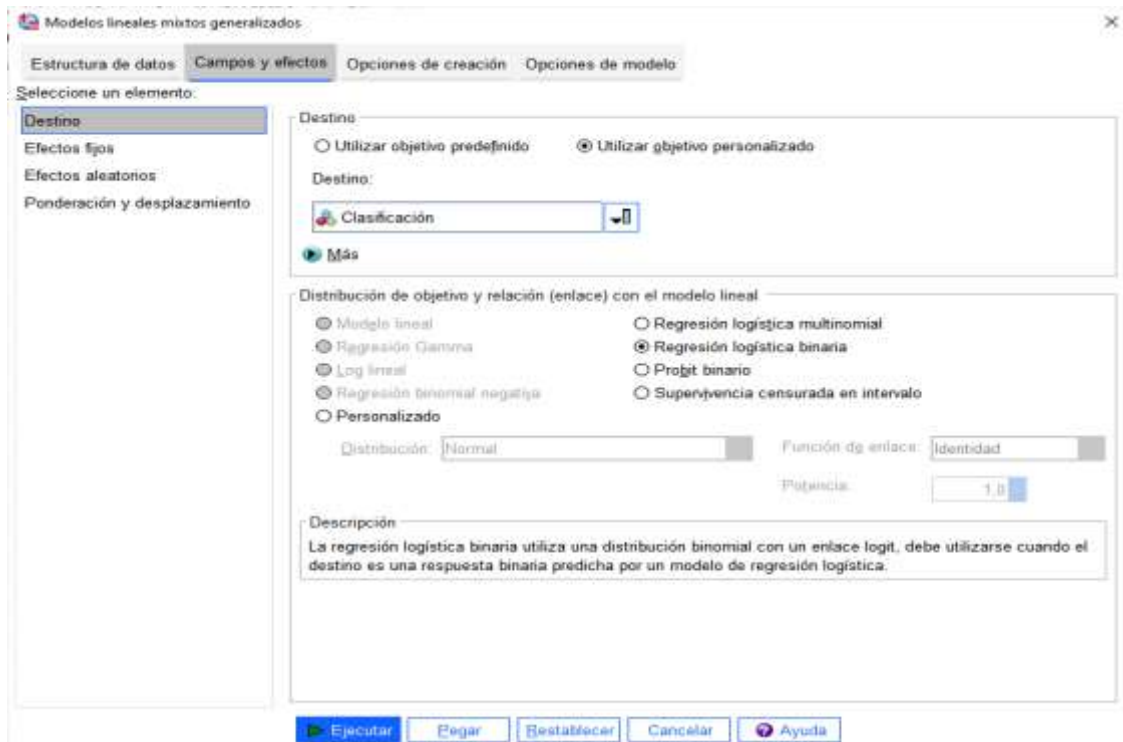 Modelos lineales mixtos generalizados
Estructura de datos Campos y efectos Opciones de creación Opciones de modelo
Seleccione un elemento:
Destino
Efectos fijos
Efectos aleatorios
Ponderación y desplazamiento
Destino
Utilizar objetivo predefinido Utilizar objetivo personalizado
Destino:
Clasificación
Más
Distribución de objetivo y relación (enlace) con el modelo lineal
Modelo lineal
Regresión Gamma
Log lineal
Regresión binomial negativa
Personalizado
Regresión logística multinomial
Regresión logística binaria
Probit binario
Supervivencia censurada en intervalo
Distribución: Normal Función de enlace: Identidad
Potencia: 1,0
Descripción
La regresión logística binaria utiliza una distribución binomial con un enlace logit, debe utilizarse cuando el
destino es una respuesta binaria predicha por un modelo de regresión logística.
Ejecutar Pegar Restablecer Cancelar Ayuda